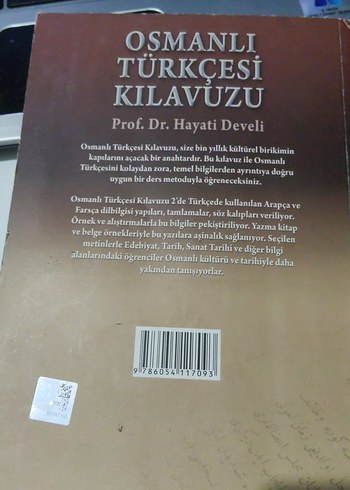 OSMANLI
TÜRKÇESİ
KILAVUZU
Prof. Dr. Hayati Develi
Osmanlı Türkçesi Kılavuzu, size bin yıllık kültürel birikimin
kapılarını açacak bir anahtardır. Bu kılavuz ile Osmanlı
Türkçesini kolaydan zora, temel bilgilerden ayrıntıya doğru
uygun bir ders metoduyla öğreneceksiniz.
Osmanlı Türkçesi Kılavuzu 2'de Türkçede kullanılan Arapça ve
Farsça dilbilgisi yapıları, tamlamalar, söz kalıpları veriliyor.
Örnek ve alıştırmalarla bu bilgiler pekiştiriliyor. Yazma kitap
ve belge örnekleriyle bu yazılara aşinalık sağlanıyor. Seçilen
metinlerle Edebiyat, Tarih, Sanat Tarihi ve diğer bilgi
alanlarındaki öğrenciler Osmanlı kültürü ve tarihiyle daha
yakından tanışıyorlar.
9 786054 117093